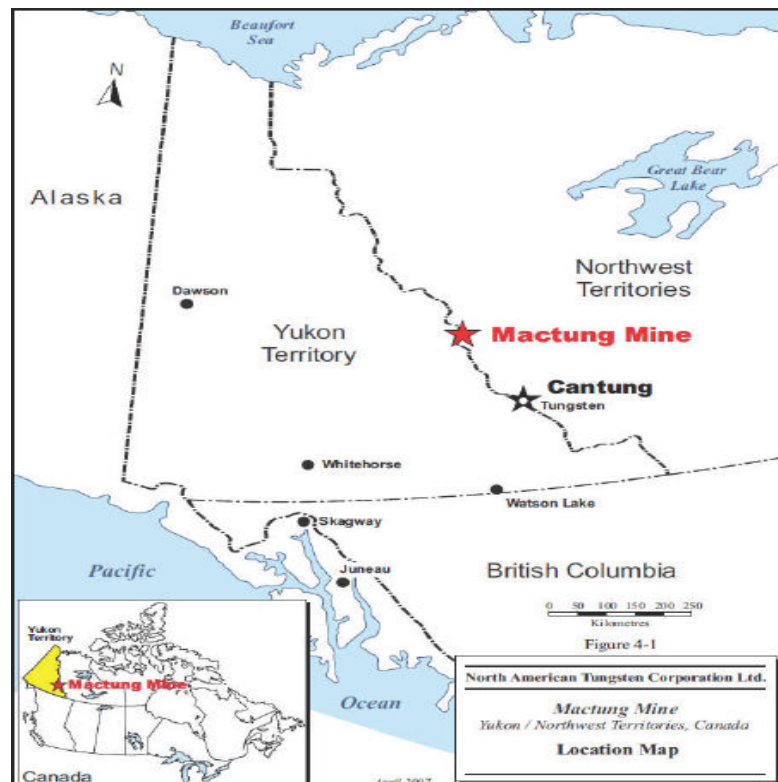 Beaufort
Sea
N
Alaska
Great Bear
Lake
Northwest
Territories
Dawson
Yukon
Territory
Mactung Mine
Cantung
Tungsten
Whitehorse
Watson Lake
Skagway
Pacific
Juneau
British Columbia
0 50 100 150 200 250
Kilometres
Figure 4-1
Yukon
Territory
Mactung Mine
Canada
Ocean
North American Tungsten Corporation Ltd.
Mactung Mine
Yukon / Northwest Territories, Canada
Location Map
April 2007